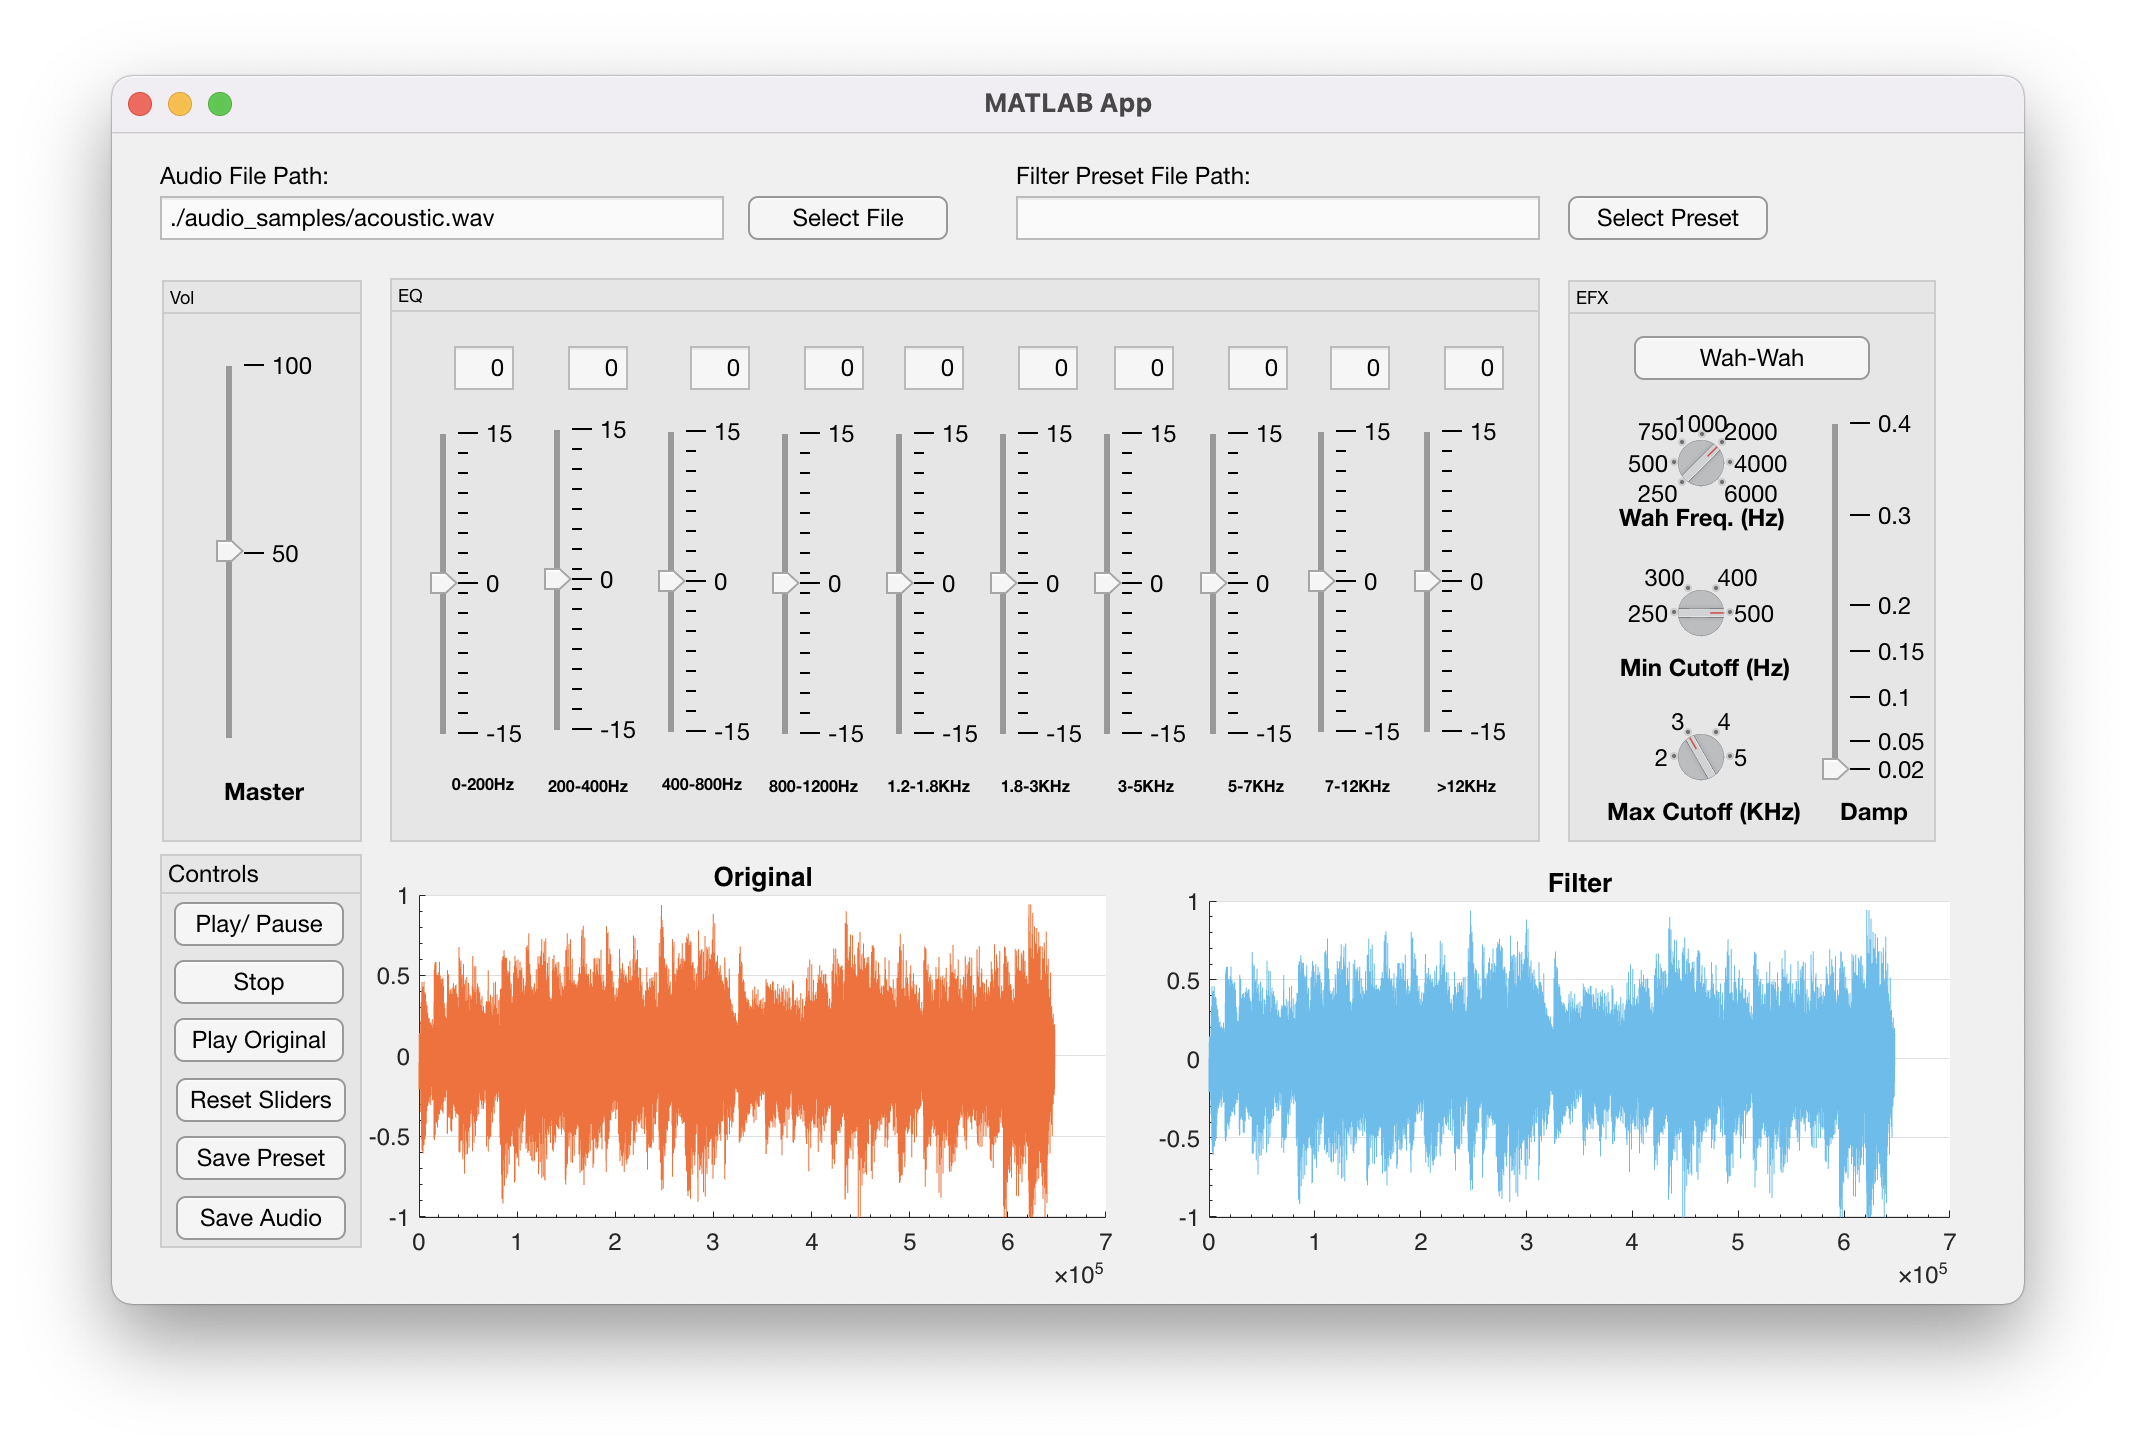 MATLAB App
Audio File Path:
./audio_samples/acoustic.wav
Select File
Filter Preset File Path:
Select Preset
Vol
100
50
Master
EQ
0 0 0 0 0 0 0 0 0 0
15 15 15 15 15 15 15 15 15 15
0 0 0 0 0 0 0 0 0 0
-15 -15 -15 -15 -15 -15 -15 -15 -15 -15
0-200Hz 200-400Hz 400-800Hz 800-1200Hz 1.2-1.8KHz 1.8-3KHz 3-5KHz 5-7KHz 7-12KHz >12KHz
EFX
Wah-Wah
250 500 750 1000 2000 4000 6000
Wah Freq. (Hz)
250 300 400 500
Min Cutoff (Hz)
2 3 4 5
Max Cutoff (KHz)
0.4
0.3
0.2
0.15
0.1
0.05
0.02
Damp
Controls
Play/ Pause
Stop
Play Original
Reset Sliders
Save Preset
Save Audio
Original
1
0.5
0
-0.5
-1
0 1 2 3 4 5 6 7
×10⁵
Filter
1
0.5
0
-0.5
-1
0 1 2 3 4 5 6 7
×10⁵